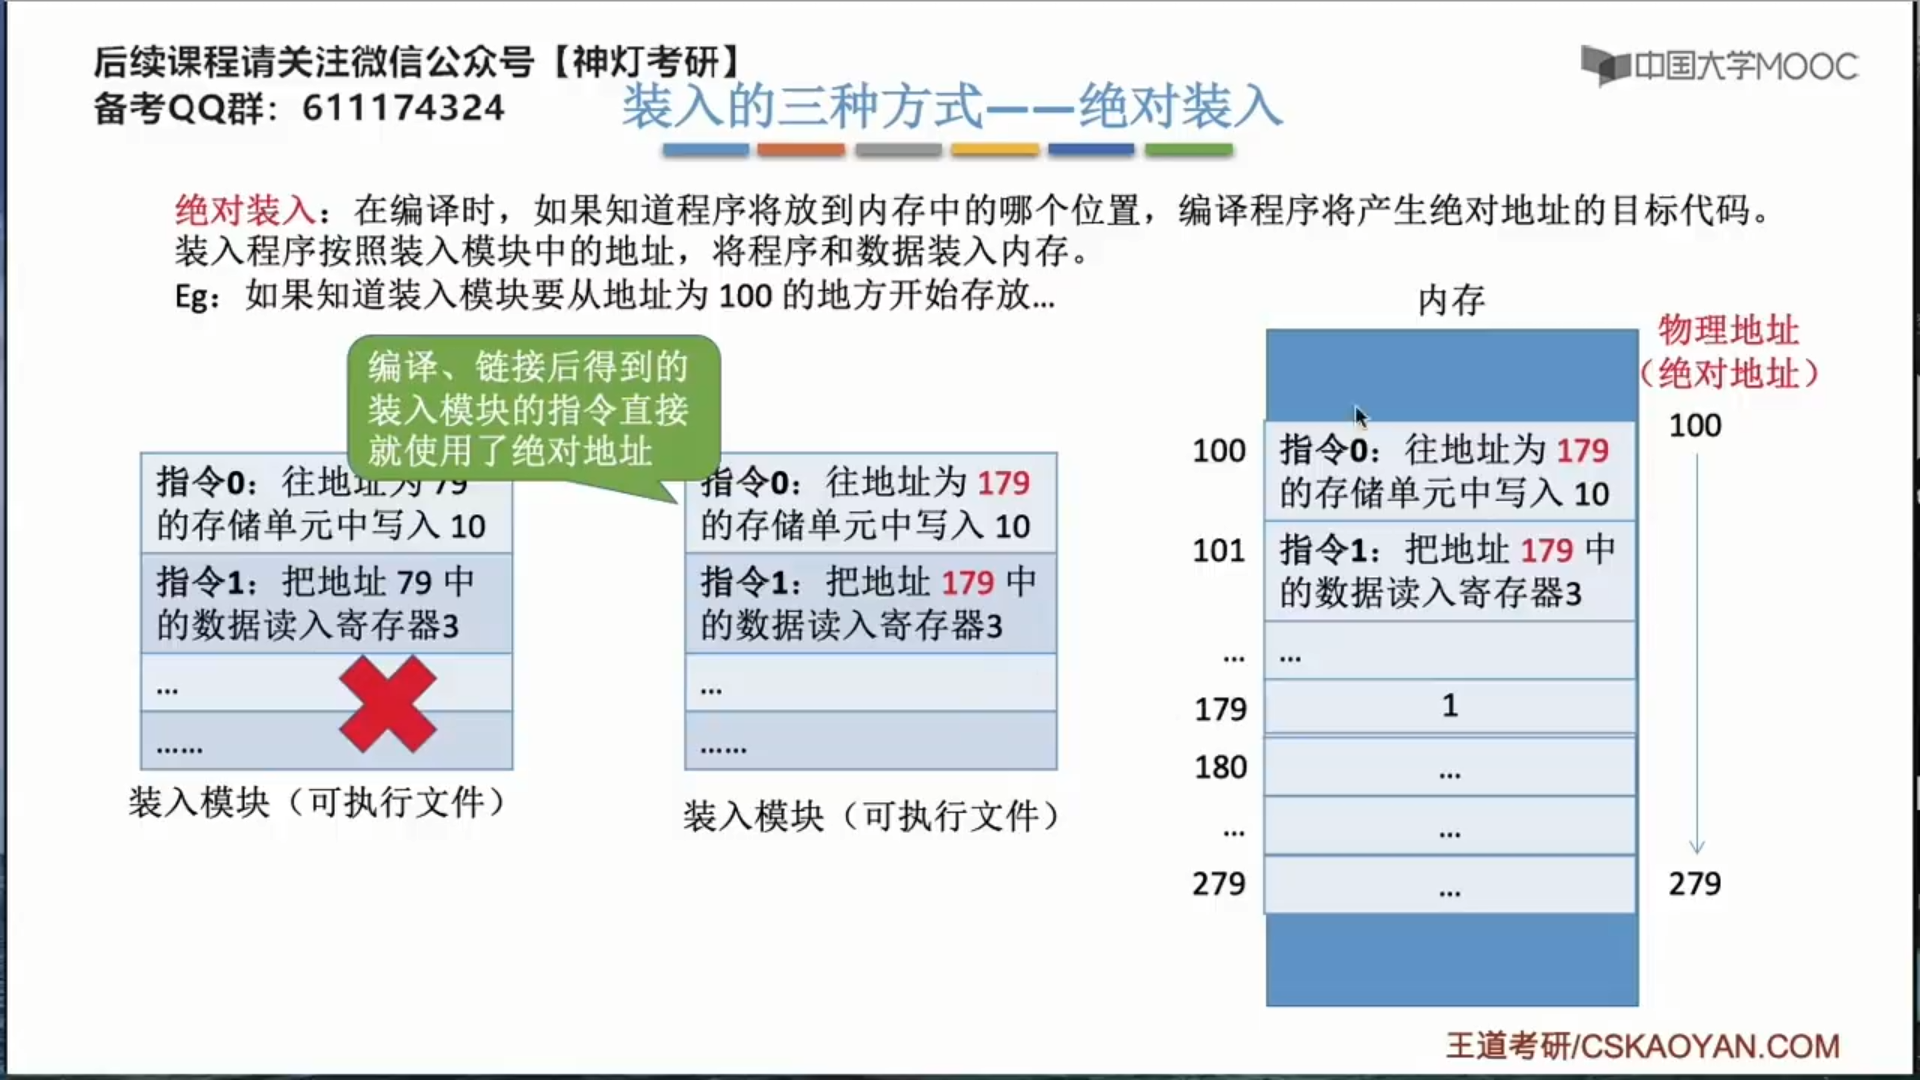 后续课程请关注微信公众号【神灯考研】
备考QQ群：611174324
中国大学MOOC
装入的三种方式——绝对装入
绝对装入：在编译时，如果知道程序将放到内存中的哪个位置，编译程序将产生绝对地址的目标代码。
装入程序按照装入模块中的地址，将程序和数据装入内存。
Eg：如果知道装入模块要从地址为 100 的地方开始存放...
编译、链接后得到的
装入模块的指令直接
就使用了绝对地址
指令0：往地址为 79
的存储单元中写入 10
指令1：把地址 79 中
的数据读入寄存器3
...
......
装入模块（可执行文件）
指令0：往地址为 179
的存储单元中写入 10
指令1：把地址 179 中
的数据读入寄存器3
...
......
装入模块（可执行文件）
内存
物理地址
（绝对地址）
100
279
100
指令0：往地址为 179
的存储单元中写入 10
101
指令1：把地址 179 中
的数据读入寄存器3
... ...
179 1
180 ...
... ...
279 ...
王道考研/CSKAOYAN.COM